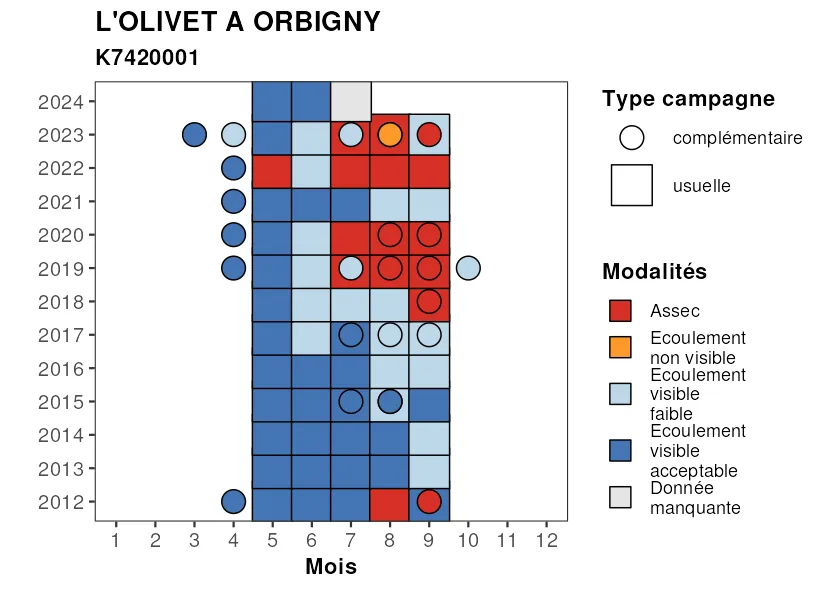 L'OLIVET A ORBIGNY
K7420001
2024
2023
2022
2021
2020
2019
2018
2017
2016
2015
2014
2013
2012
1 2 3 4 5 6 7 8 9 10 11 12
Mois
Type campagne
complémentaire
usuelle
Modalités
Assec
Ecoulement
non visible
Ecoulement
visible
faible
Ecoulement
visible
acceptable
Donnée
manquante